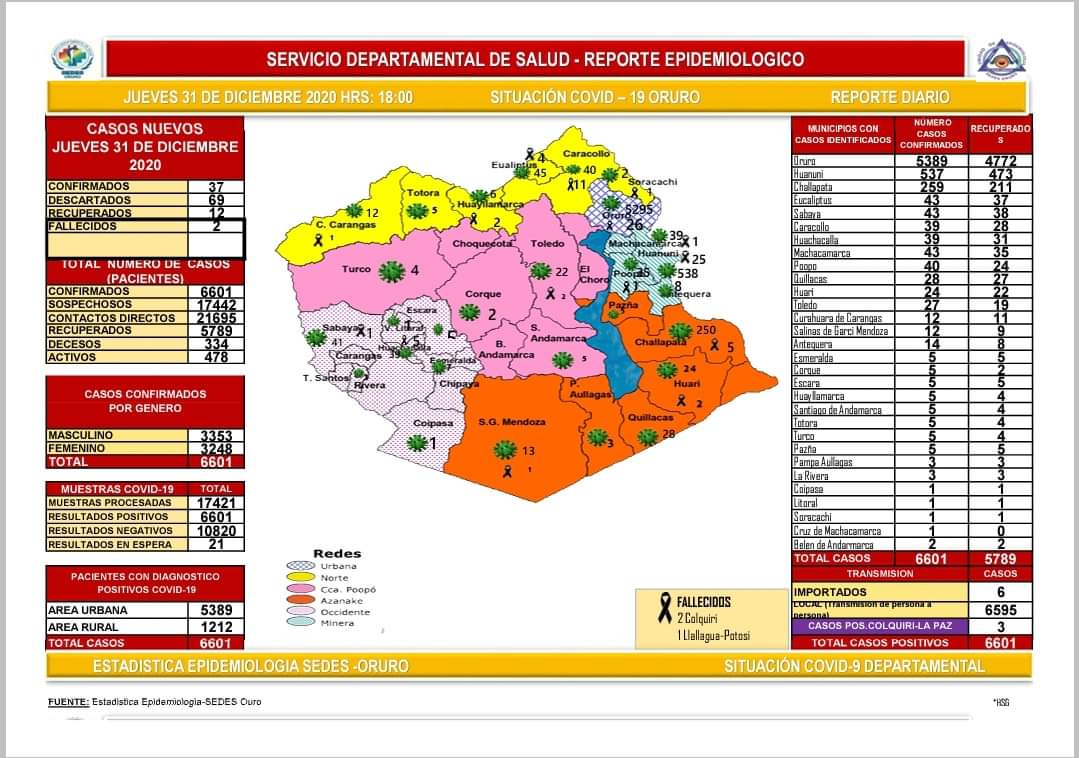 SERVICIO DEPARTAMENTAL DE SALUD - REPORTE EPIDEMIOLOGICO
JUEVES 31 DE DICIEMBRE 2020 HRS: 18:00 SITUACIÓN COVID – 19 ORURO REPORTE DIARIO
CASOS NUEVOS
JUEVES 31 DE DICIEMBRE
2020
CONFIRMADOS 37
DESCARTADOS 69
RECUPERADOS 12
FALLECIDOS 2
TOTAL NUMERO DE CASOS
(PACIENTES)
CONFIRMADOS 6601
SOSPECHOSOS 17442
CONTACTOS DIRECTOS 21695
RECUPERADOS 5789
DECESOS 334
ACTIVOS 478
CASOS CONFIRMADOS
POR GENERO
MASCULINO 3353
FEMENINO 3248
TOTAL 6601
MUESTRAS COVID-19 TOTAL
MUESTRAS PROCESADAS 17421
RESULTADOS POSITIVOS 6601
RESULTADOS NEGATIVOS 10820
RESULTADOS EN ESPERA 21
PACIENTES CON DIAGNOSTICO
POSITIVOS COVID-19
AREA URBANA 5389
AREA RURAL 1212
TOTAL CASOS 6601
Caracollo
4
Eualiptus 45
40
2
11
Soracachi
1
Totora
5
6
Huayllamarca
2
12
C. Carangas
1
Oruro
5295
26
39
Machacamarca 1
Huanuni 25
Poopó
538
1
8
Antequera
Choquecota
Toledo
22
2
El
Choro
Turco 4
Corque
2
Pazña
Escara
Sabaya 1
41
V. Litoral
5
Huachacalla
39
Carangas
Esmeralda
T. Santos
Rivera
Chipaya
S.
Andamarca
5
B.
Andamarca
Challapata
250
5
24
Huari
2
P.
Aullagas
3
Quillacas
28
Coipasa
1
S.G. Mendoza
13
1
Redes
Urbana
Norte
Cca. Poopó
Azanake
Occidente
Minera
FALLECIDOS
2 Colquiri
1 Llallagua-Potosi
MUNICIPIOS CON CASOS IDENTIFICADOS NÚMERO CASOS CONFIRMADOS RECUPERADOS
Oruro 5389 4772
Huanuni 537 473
Challapata 259 211
Eucaliptus 43 37
Sabaya 43 38
Caracollo 39 28
Huachacalla 39 31
Machacamarca 43 35
Poopo 40 24
Quillacas 28 27
Huari 24 22
Toledo 27 19
Curahuara de Carangas 12 11
Salinas de Garci Mendoza 12 9
Antequera 14 8
Esmeralda 5 5
Corque 5 2
Escara 5 5
Huayllamarca 5 4
Santiago de Andamarca 5 4
Totora 5 4
Turco 5 4
Pazña 5 5
Pampa Aullagas 3 3
La Rivera 3 3
Coipasa 1 1
Litoral 1 1
Soracachi 1 1
Cruz de Machacamarca 1 0
Belen de Andarmarca 2 2
TOTAL CASOS 6601 5789
TRANSMISION CASOS
IMPORTADOS 6
LOCAL (Transmision de persona a persona) 6595
CASOS POS.COLQUIRI-LA PAZ 3
TOTAL CASOS POSITIVOS 6601
ESTADISTICA EPIDEMIOLOGIA SEDES -ORURO SITUACIÓN COVID-9 DEPARTAMENTAL
FUENTE: Estadistica Epidemiologia-SEDES Ouro *HSG